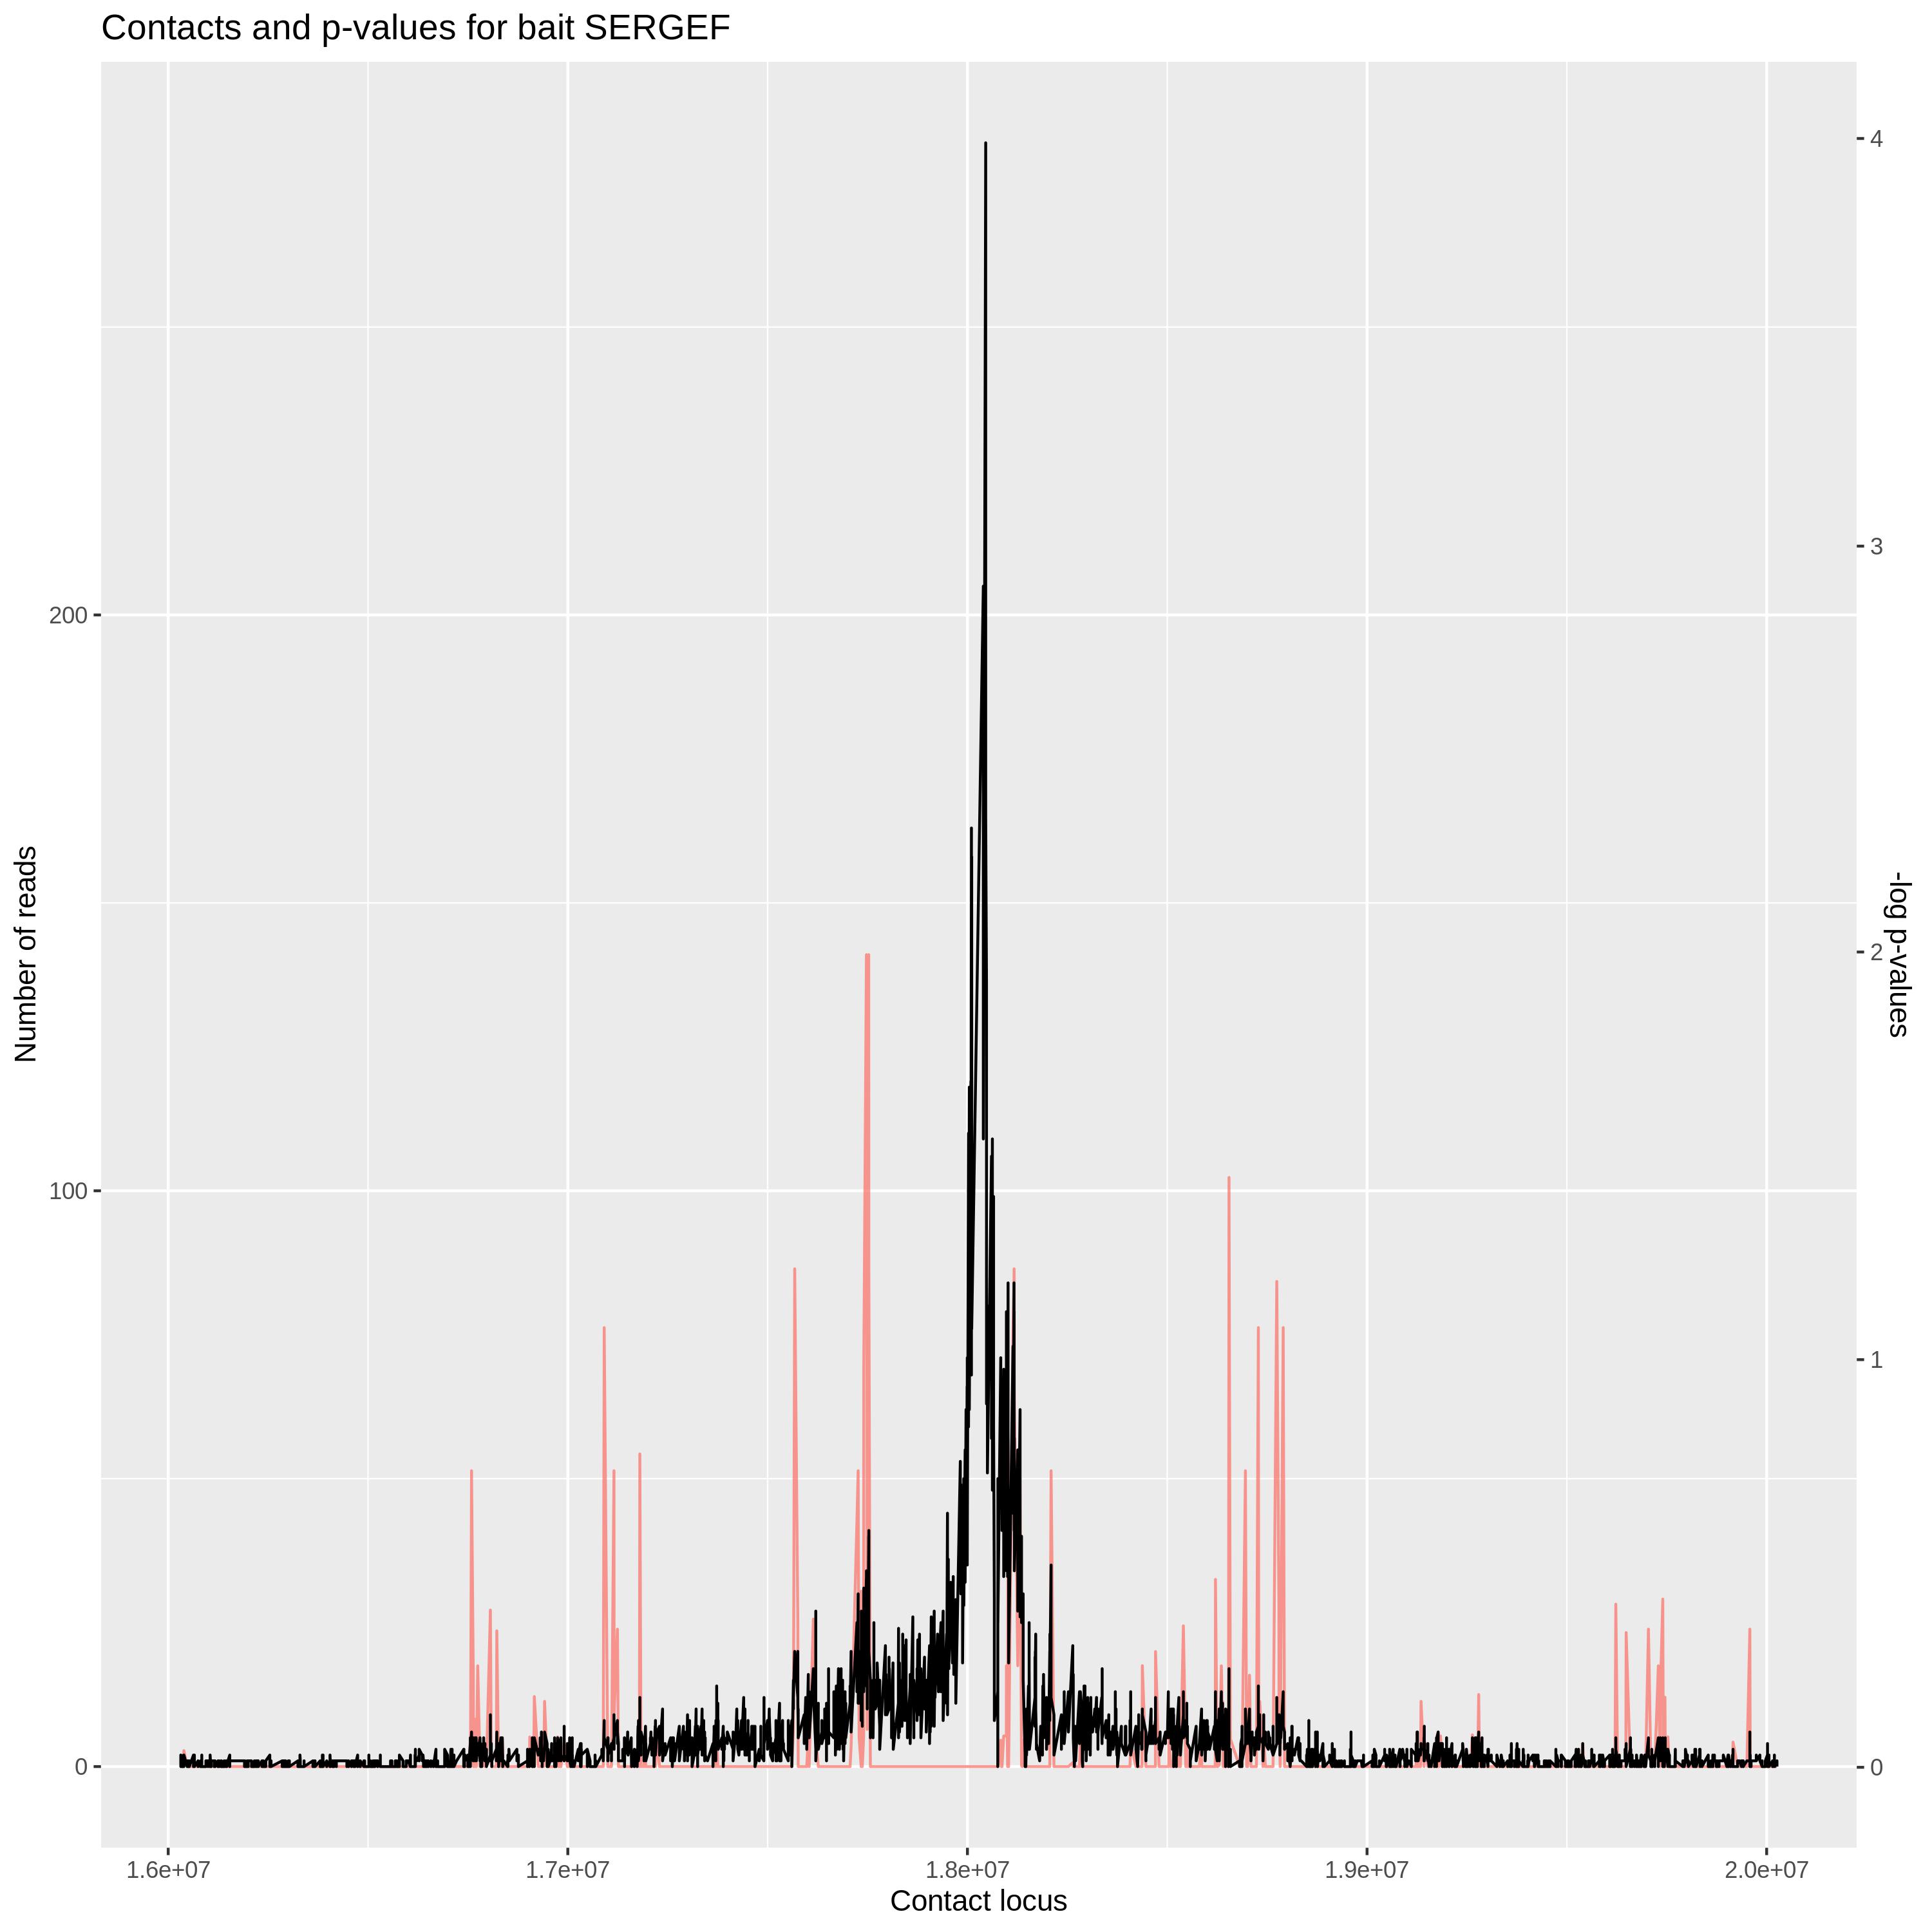 Contacts and p-values for bait SERGEF
Number of reads
200
100
0
4
3
2
1
0
-log p-values
1.6e+07
1.7e+07
1.8e+07
1.9e+07
2.0e+07
Contact locus